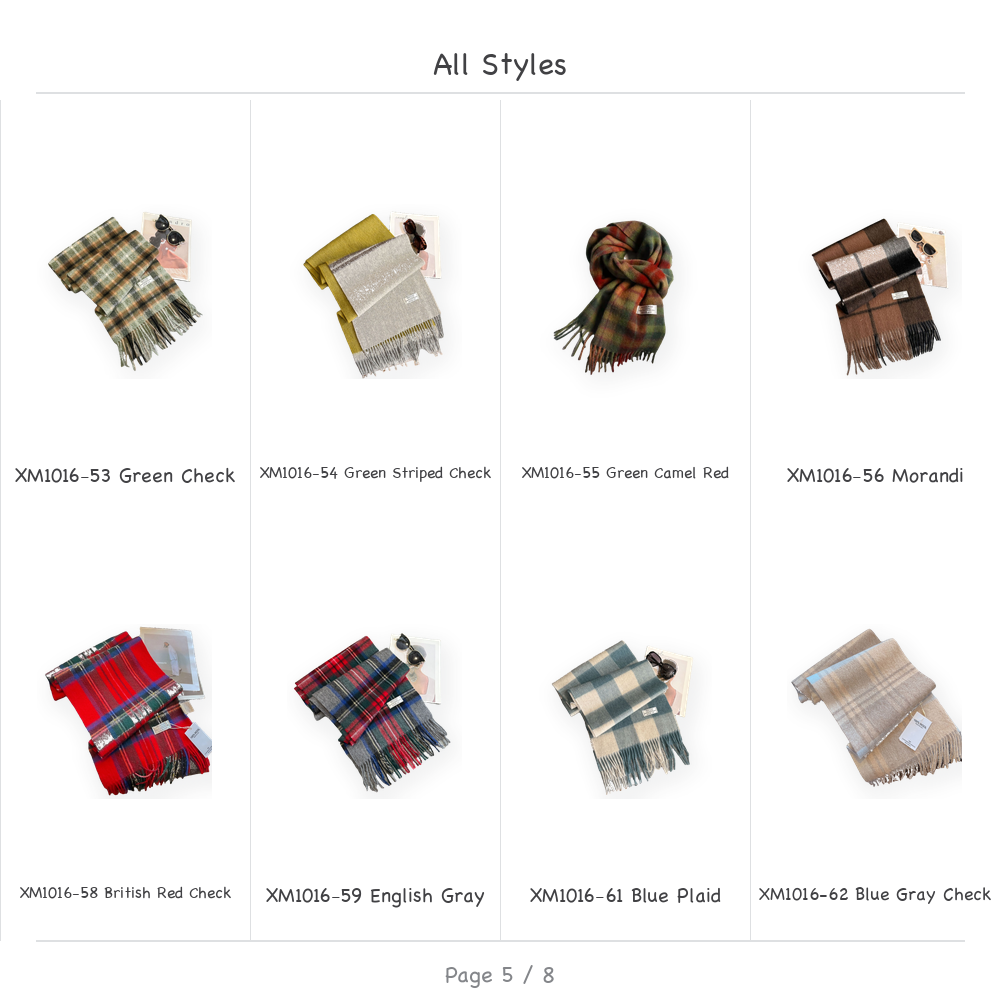 All Styles
XM1016-53 Green Check
XM1016-54 Green Striped Check
XM1016-55 Green Camel Red
XM1016-56 Morandi
XM1016-58 British Red Check
XM1016-59 English Gray
XM1016-61 Blue Plaid
XM1016-62 Blue Gray Check
Page 5 / 8